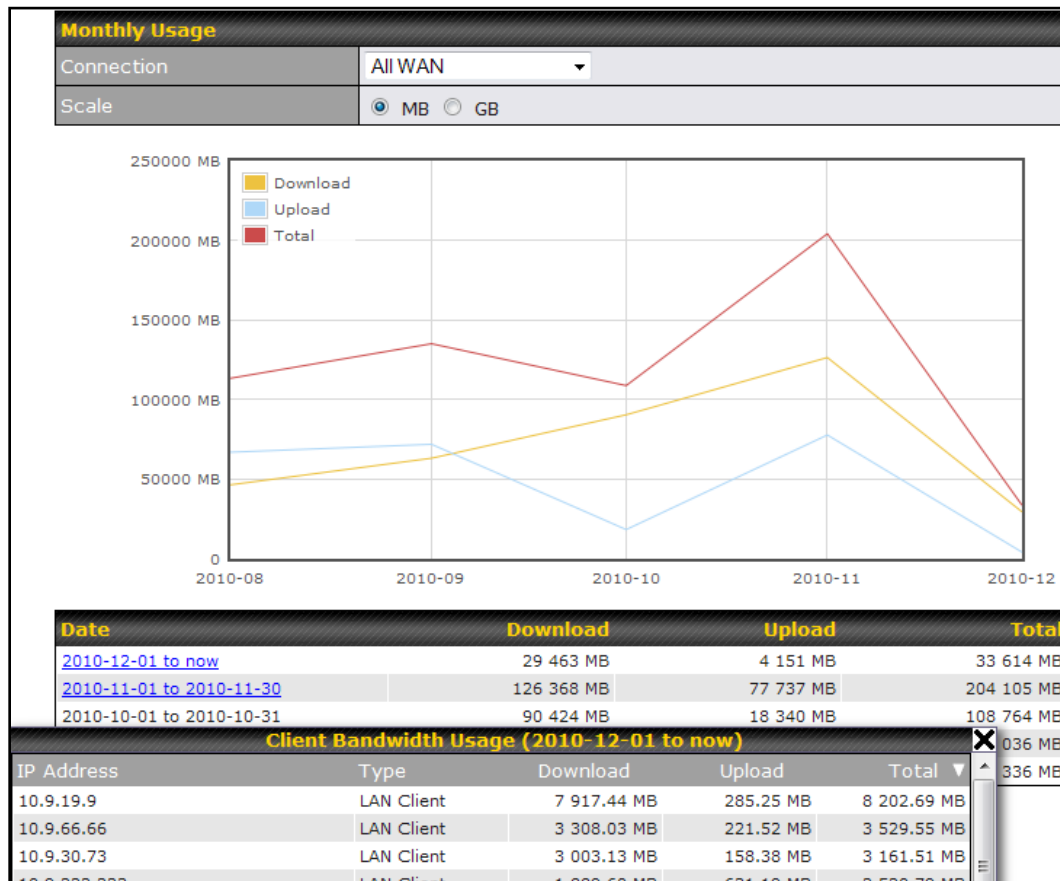 Monthly Usage
Connection All WAN
Scale MB GB
250000 MB
200000 MB
150000 MB
100000 MB
50000 MB
0
Download
Upload
Total
2010-08 2010-09 2010-10 2010-11 2010-12
Date Download Upload Total
2010-12-01 to now 29 463 MB 4 151 MB 33 614 MB
2010-11-01 to 2010-11-30 126 368 MB 77 737 MB 204 105 MB
2010-10-01 to 2010-10-31 90 424 MB 18 340 MB 108 764 MB
036 MB
336 MB
Client Bandwidth Usage (2010-12-01 to now)
IP Address Type Download Upload Total
10.9.19.9 LAN Client 7 917.44 MB 285.25 MB 8 202.69 MB
10.9.66.66 LAN Client 3 308.03 MB 221.52 MB 3 529.55 MB
10.9.30.73 LAN Client 3 003.13 MB 158.38 MB 3 161.51 MB
LAN Client